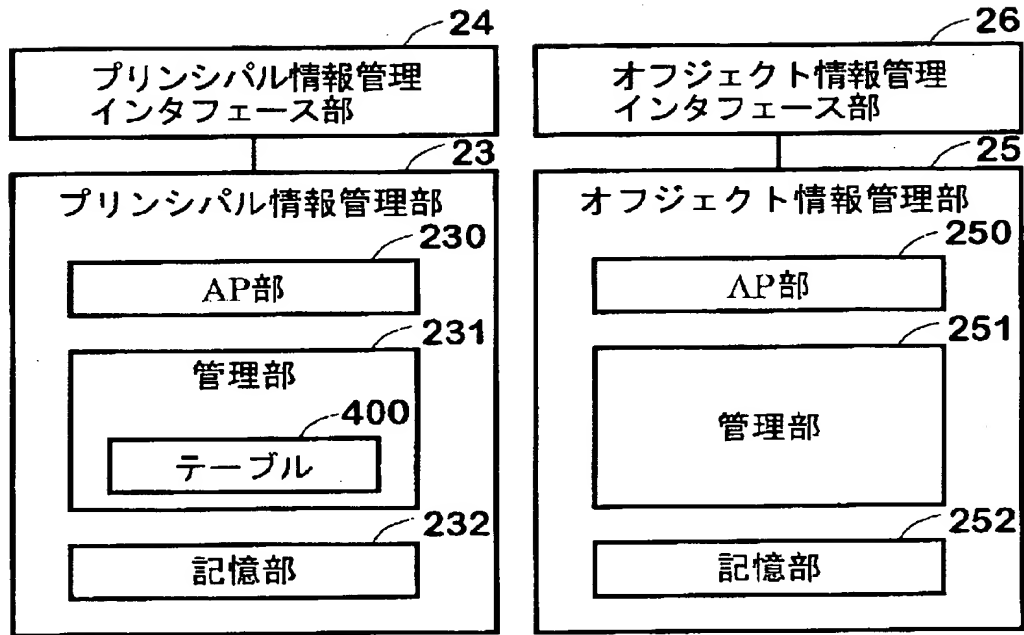 24
プリンシパル情報管理
インタフェース部
23
プリンシパル情報管理部
230
AP部
231
管理部
400
テーブル
232
記憶部
26
オフジェクト情報管理
インタフェース部
25
オフジェクト情報管理部
250
AP部
251
管理部
252
記憶部